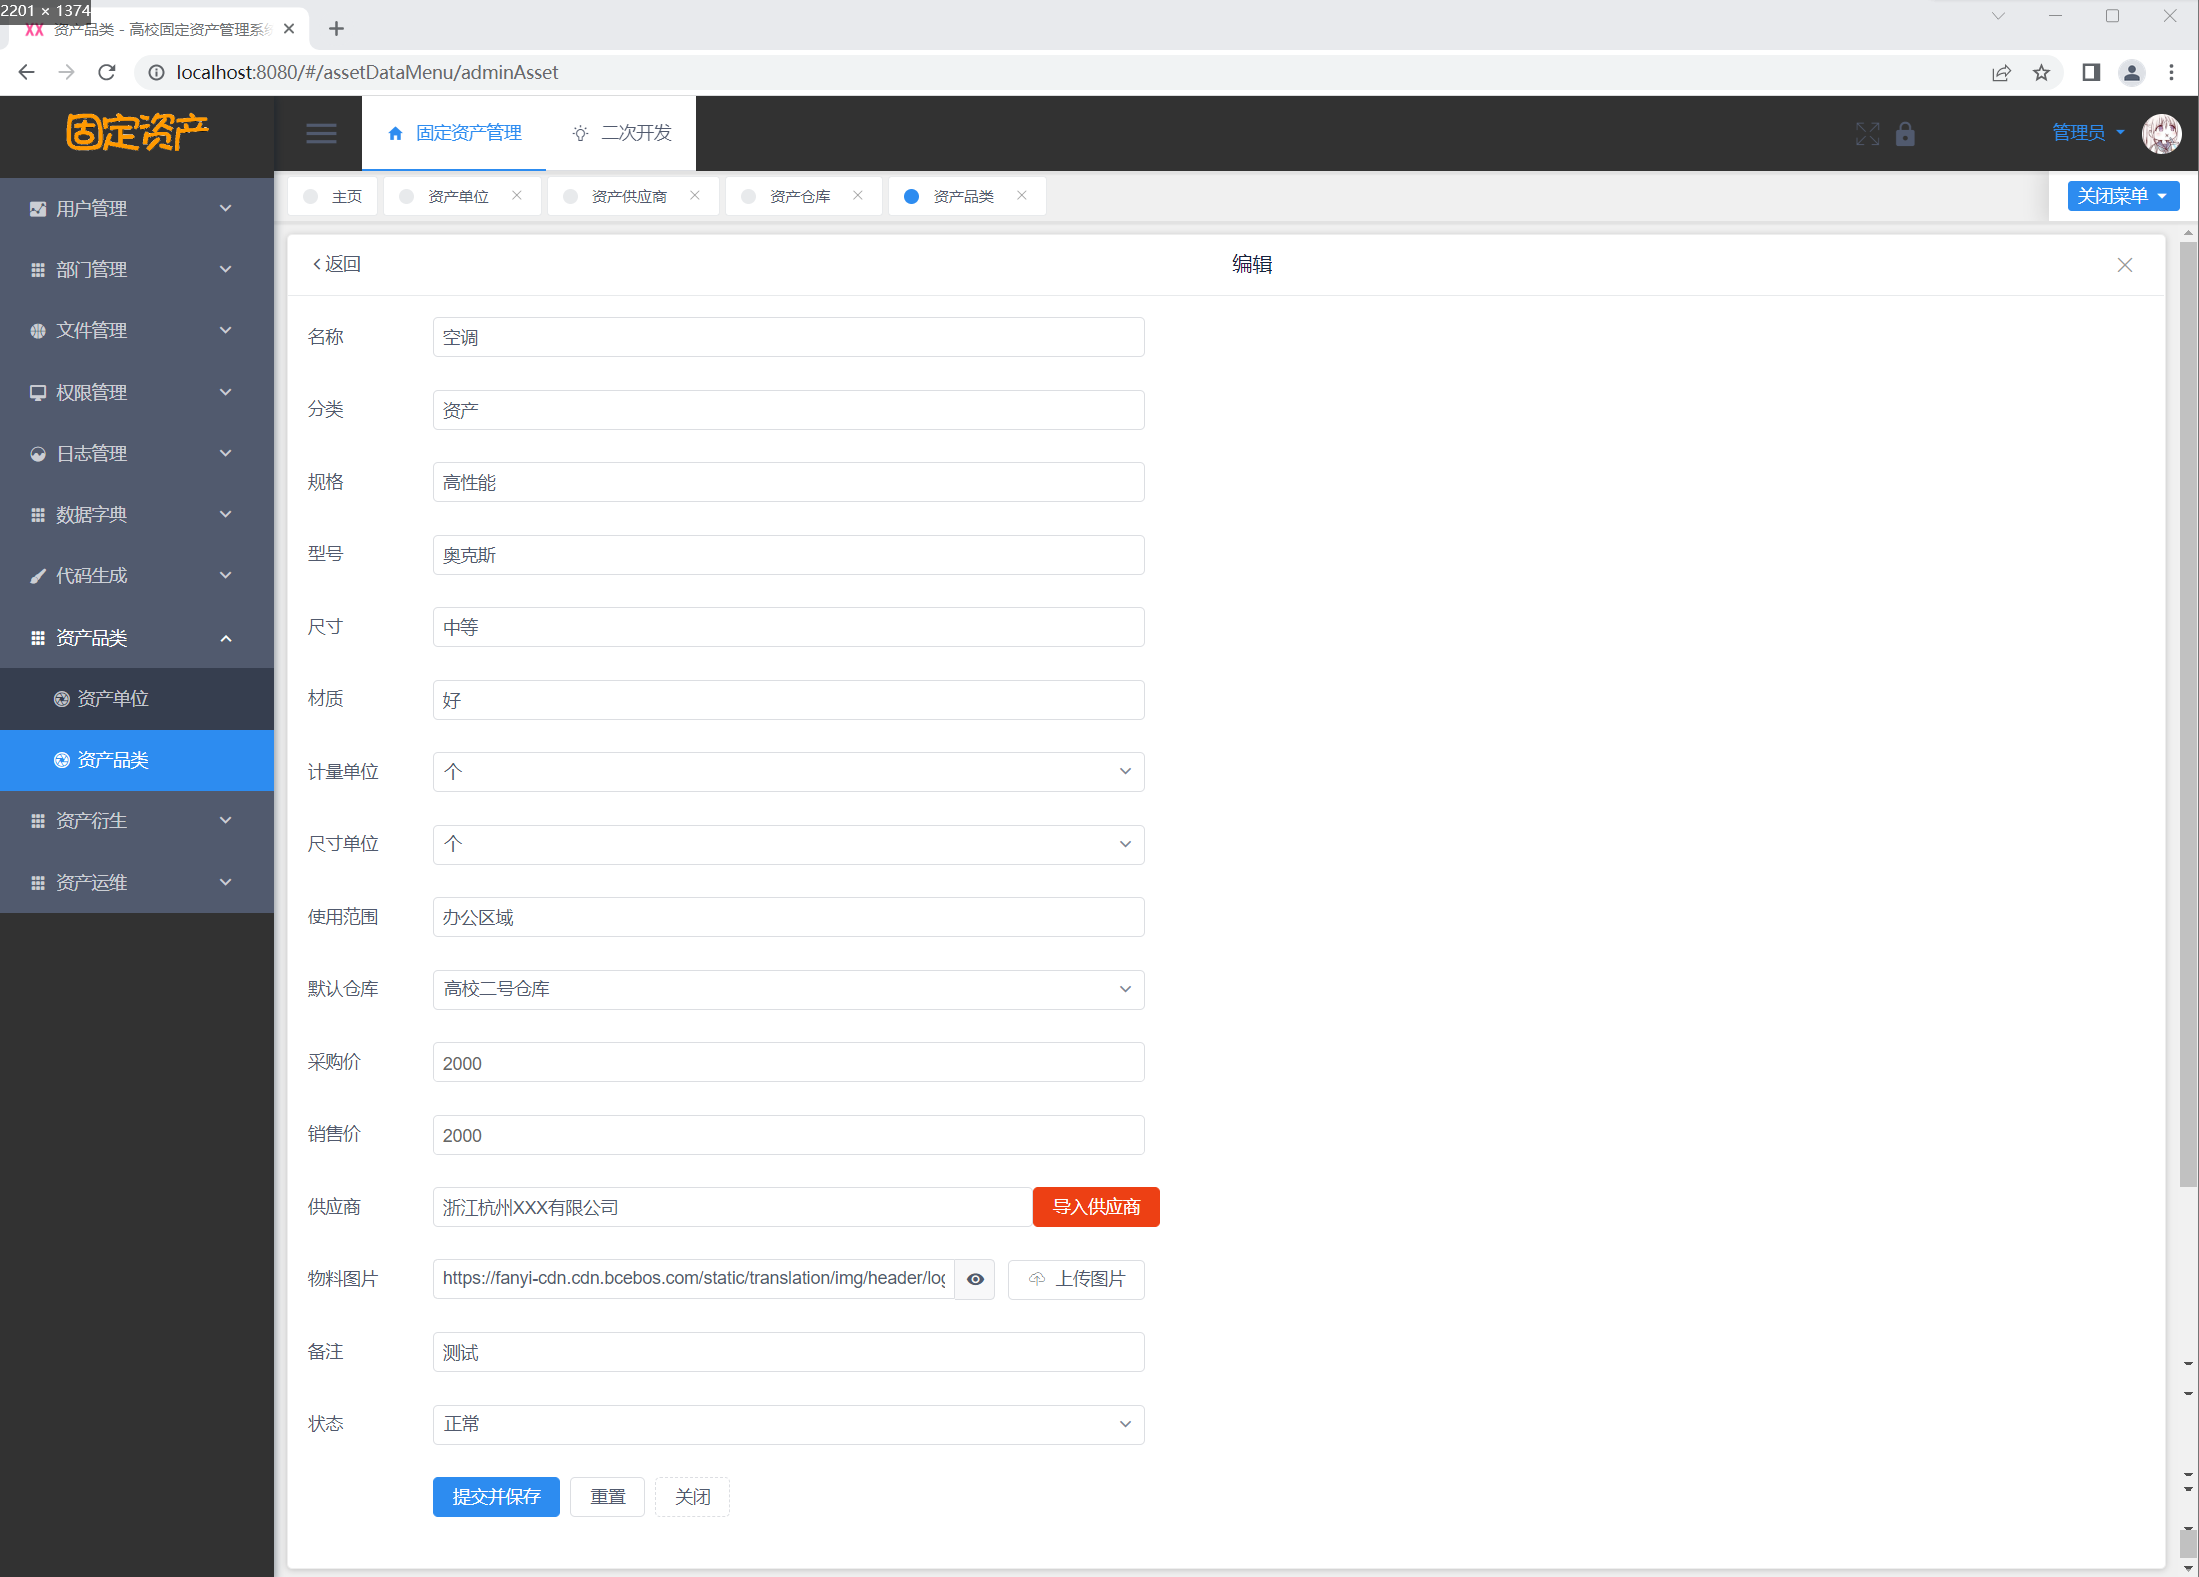 2201 × 1374
XX 资产品类 - 高校固定资产管理系统
localhost:8080/#/assetDataMenu/adminAsset
固定资产
固定资产管理
二次开发
管理员
主页
资产单位
资产供应商
资产仓库
资产品类
关闭菜单
用户管理
部门管理
文件管理
权限管理
日志管理
数据字典
代码生成
资产品类
资产单位
资产品类
资产衍生
资产运维
返回
编辑
名称 空调
分类 资产
规格 高性能
型号 奥克斯
尺寸 中等
材质 好
计量单位 个
尺寸单位 个
使用范围 办公区域
默认仓库 高校二号仓库
采购价 2000
销售价 2000
供应商 浙江杭州XXX有限公司 导入供应商
物料图片 https://fanyi-cdn.cdn.bcebos.com/static/translation/img/header/log 上传图片
备注 测试
状态 正常
提交并保存 重置 关闭